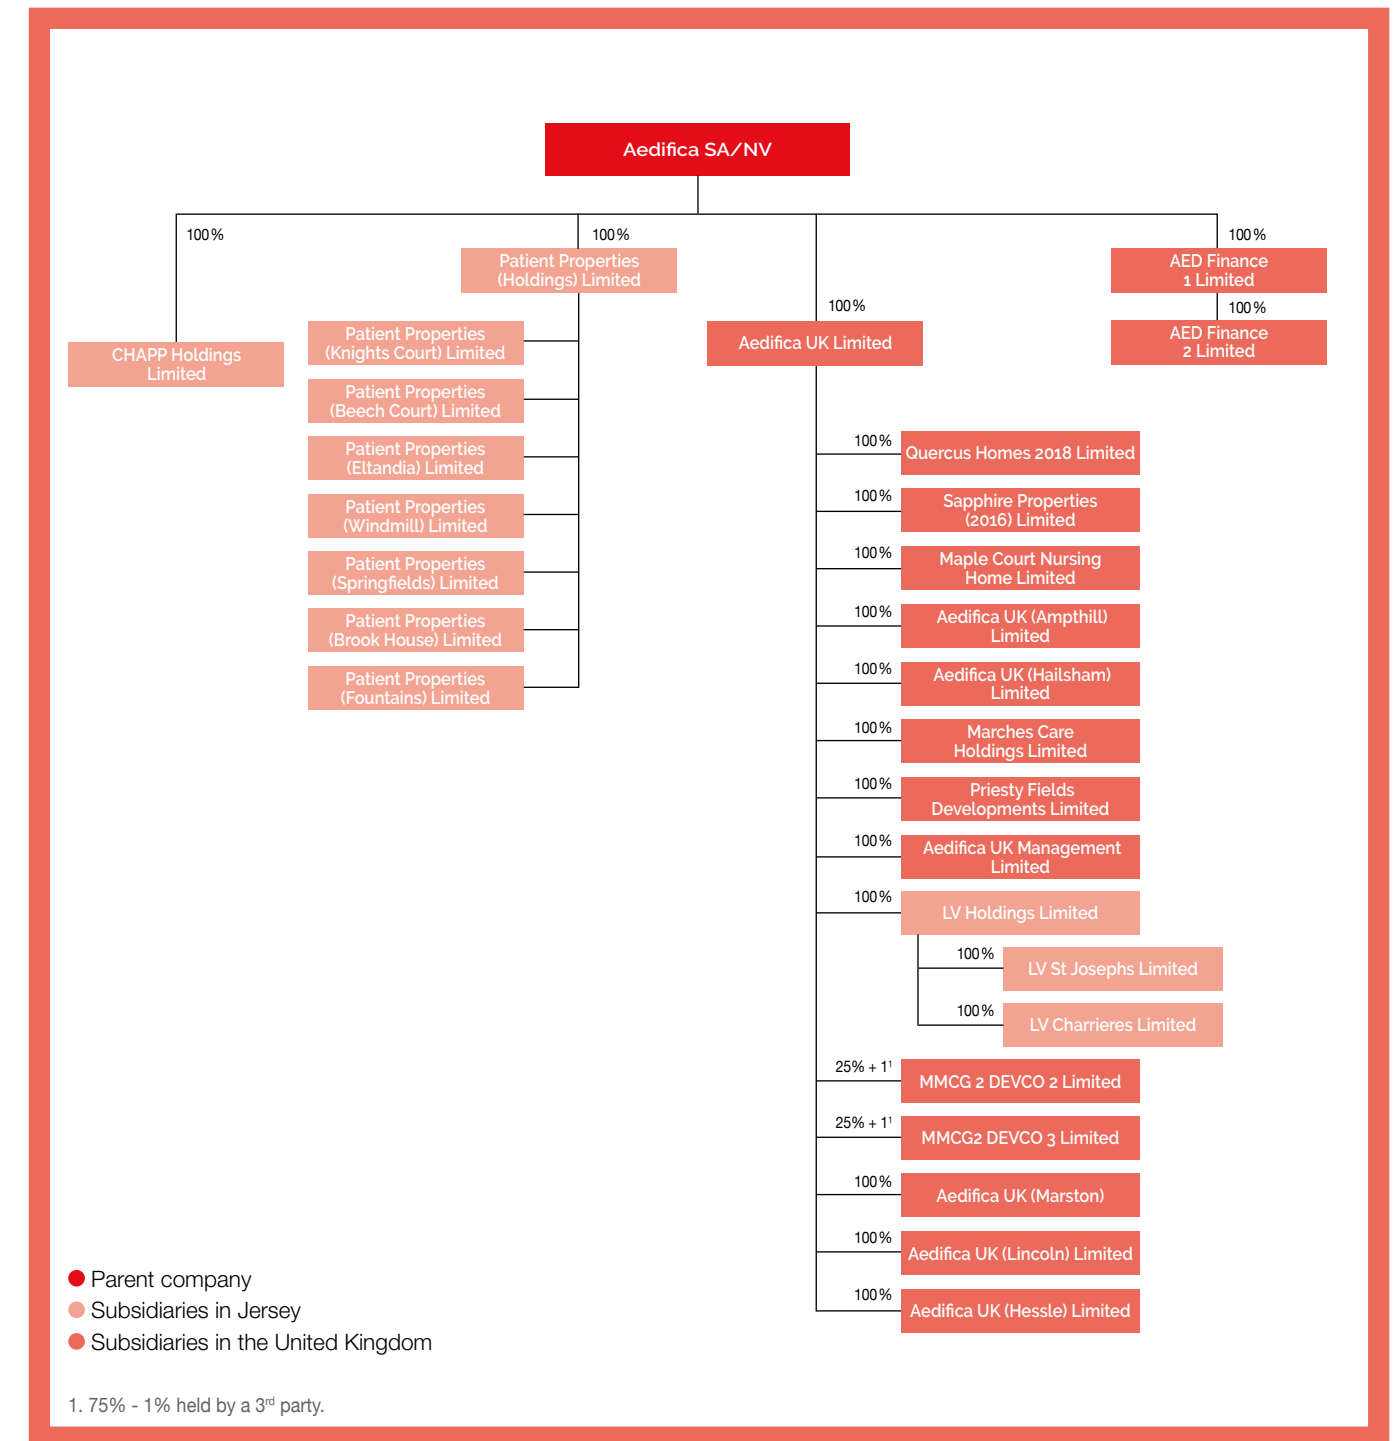 Aedifica SA/NV
100%
CHAPP Holdings
Limited
100%
Patient Properties
(Holdings) Limited
Patient Properties
(Knights Court) Limited
Patient Properties
(Beech Court) Limited
Patient Properties
(Eltandia) Limited
Patient Properties
(Windmill) Limited
Patient Properties
(Springfields) Limited
Patient Properties
(Brook House) Limited
Patient Properties
(Fountains) Limited
100%
Aedifica UK Limited
100%
Quercus Homes 2018 Limited
100%
Sapphire Properties
(2016) Limited
100%
Maple Court Nursing
Home Limited
100%
Aedifica UK (Ampthill)
Limited
100%
Aedifica UK (Hailsham)
Limited
100%
Marches Care
Holdings Limited
100%
Priesty Fields
Developments Limited
100%
Aedifica UK Management
Limited
100%
LV Holdings Limited
100%
LV St Josephs Limited
100%
LV Charrieres Limited
25% + 1¹
MMCG 2 DEVCO 2 Limited
25% + 1¹
MMCG2 DEVCO 3 Limited
100%
Aedifica UK (Marston)
100%
Aedifica UK (Lincoln) Limited
100%
Aedifica UK (Hessle) Limited
100%
AED Finance
1 Limited
100%
AED Finance
2 Limited
Parent company
Subsidiaries in Jersey
Subsidiaries in the United Kingdom
1. 75% - 1% held by a 3rd party.